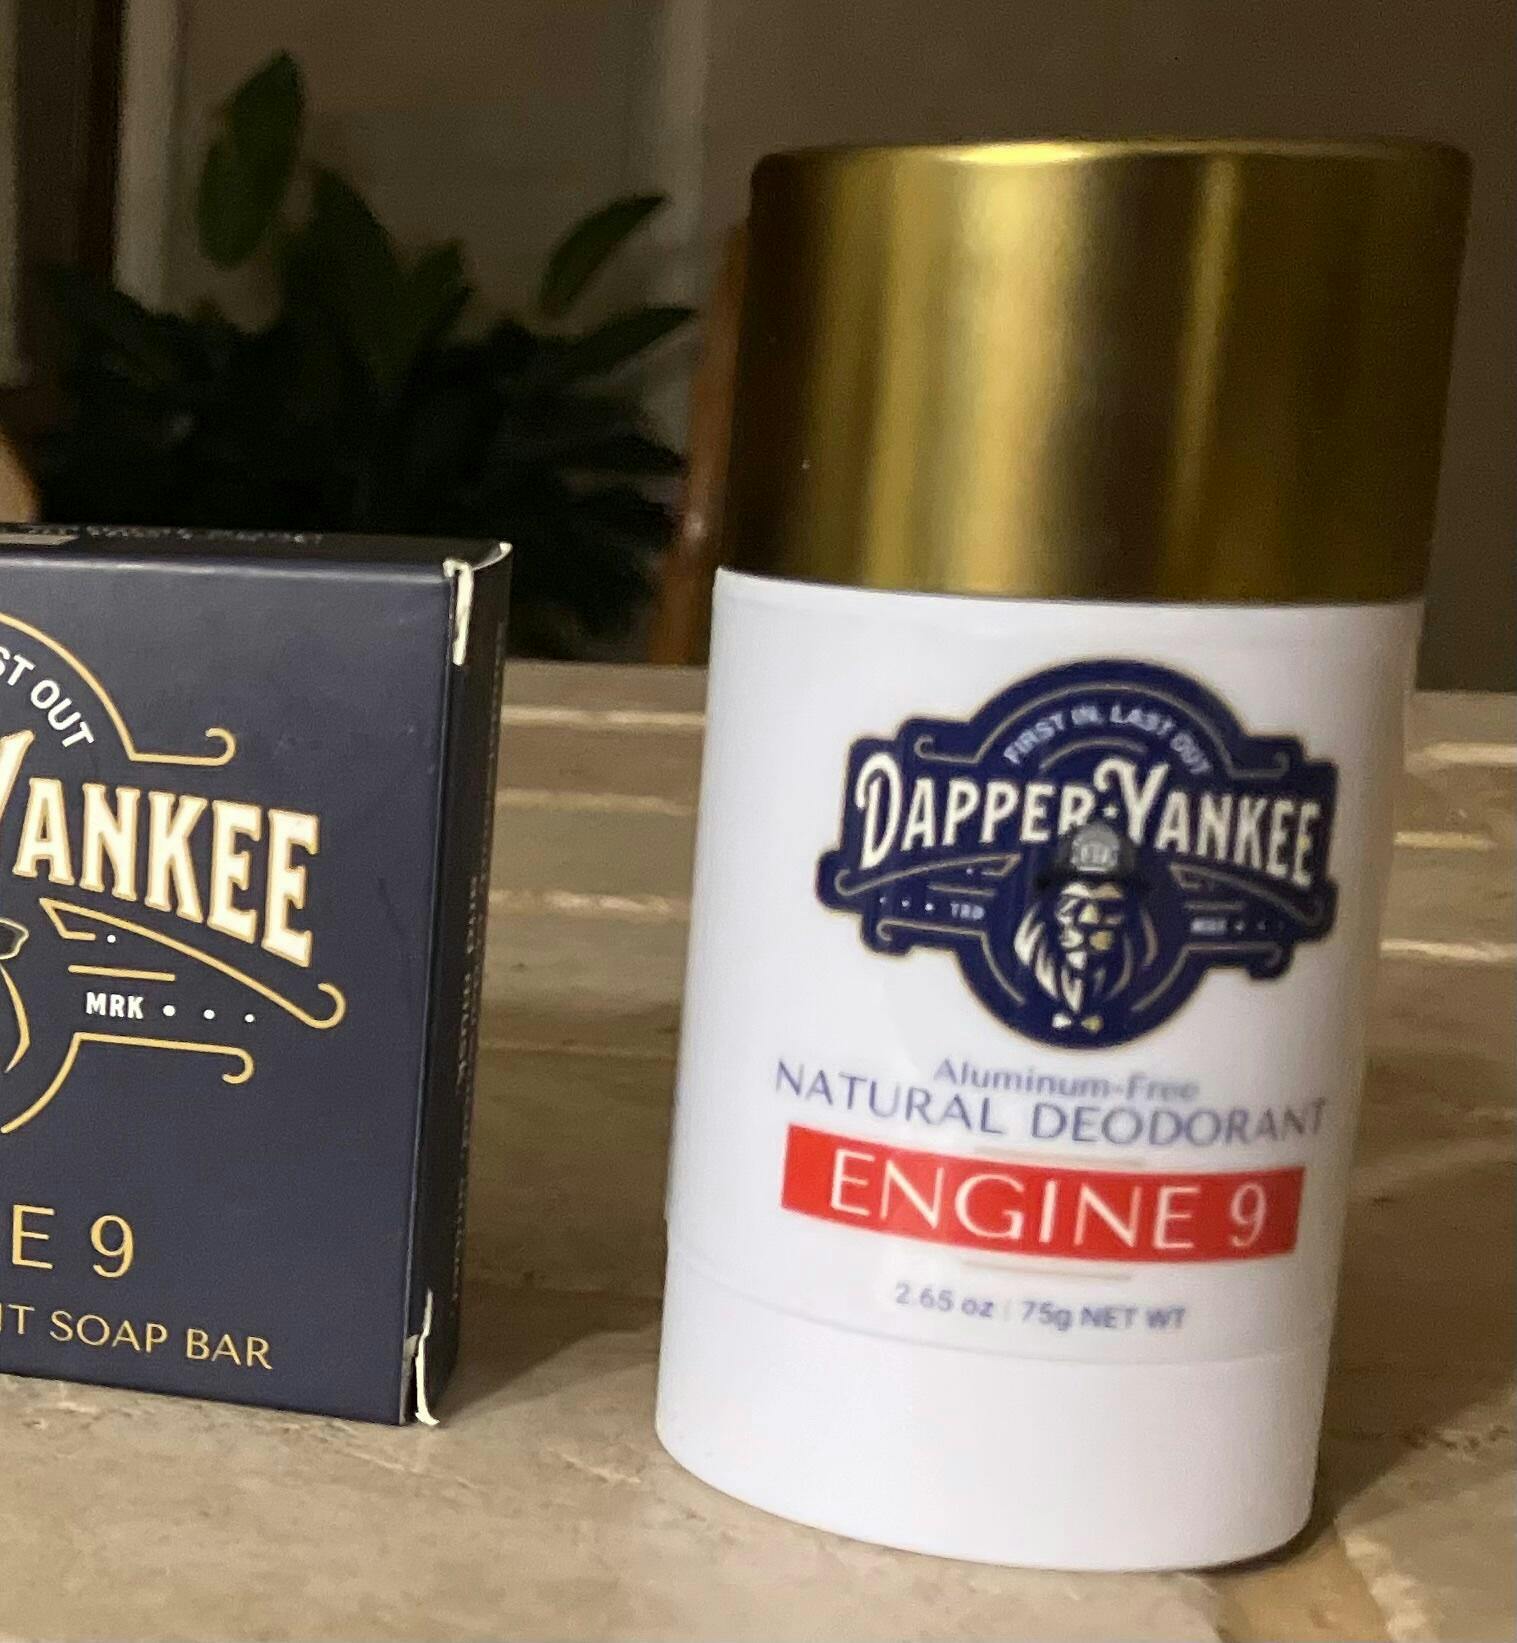 ST OUT
YANKEE
MRK
E 9
T SOAP BAR
FIRST IN, LAST OUT
DAPPER YANKEE
TRD MRK
Aluminum-Free
NATURAL DEODORANT
ENGINE 9
2.65 oz | 75g NET WT